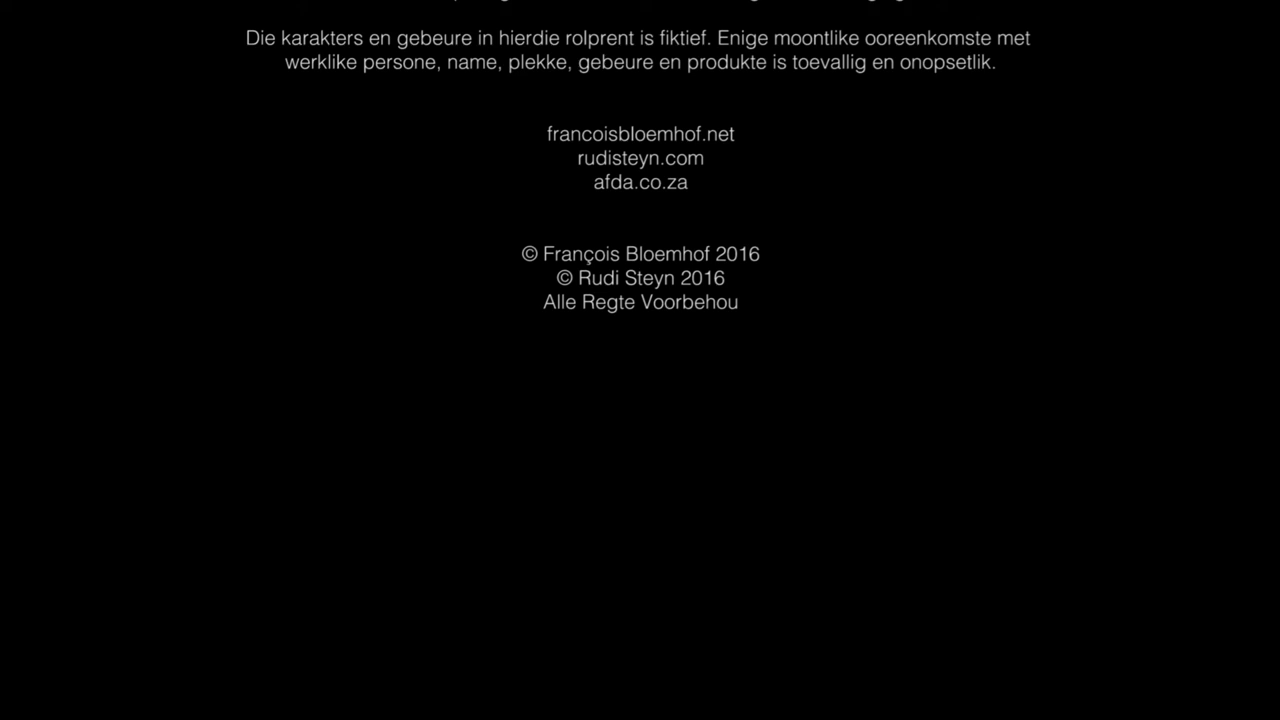 Die karakters en gebeure in hierdie rolprent is fiktief. Enige moontlike ooreenkomste met
werklike persone, name, plekke, gebeure en produkte is toevallig en onopsetlik.
francoisbloemhof.net
rudisteyn.com
afda.co.za
© François Bloemhof 2016
© Rudi Steyn 2016
Alle Regte Voorbehou